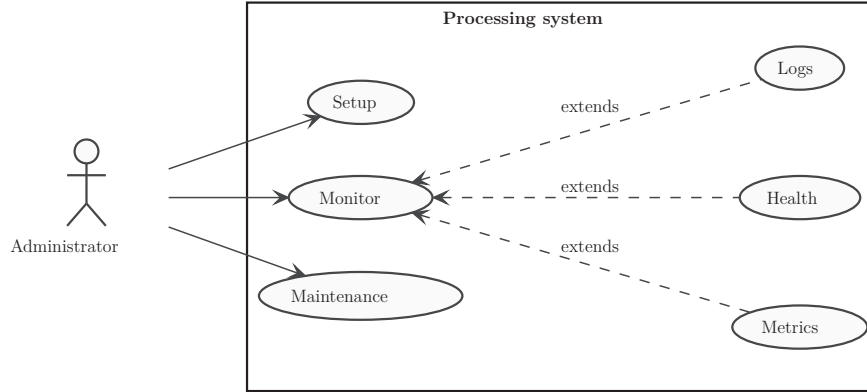 Processing system
Logs
Setup
extends
Monitor
extends
Health
Administrator
extends
Maintenance
Metrics